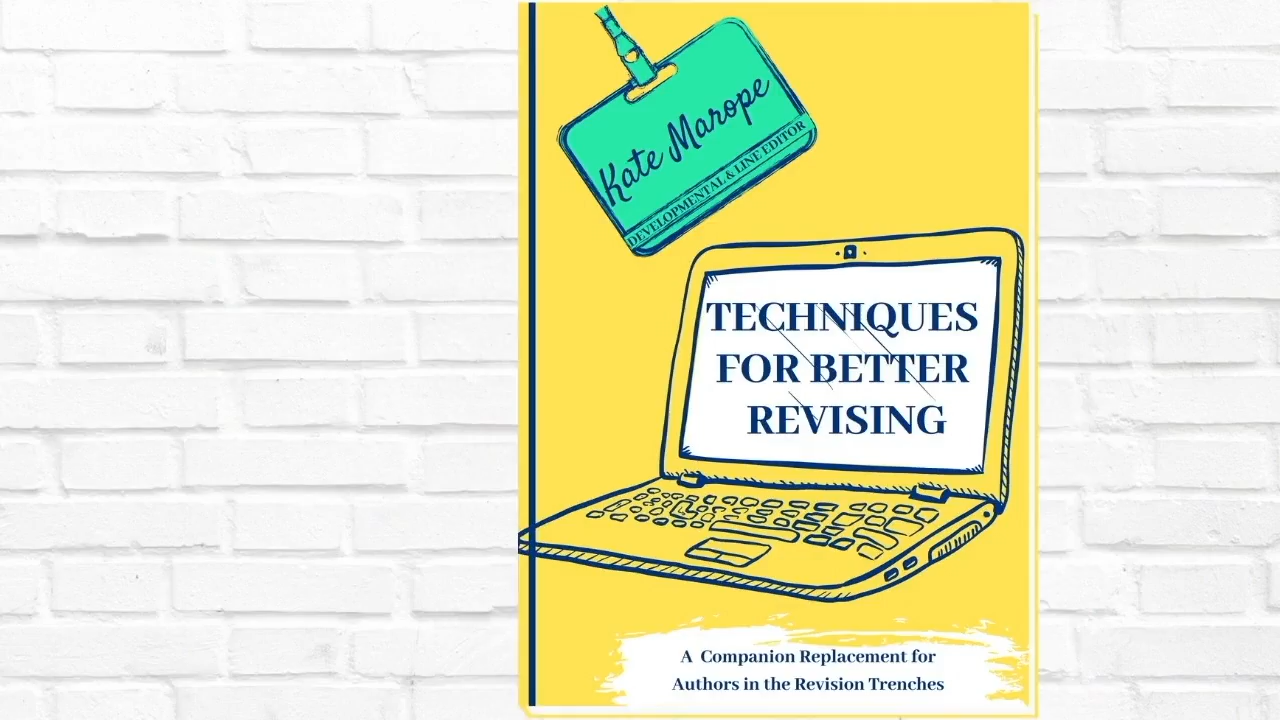 Kate Marope
DEVELOPMENTAL & LINE EDITOR
TECHNIQUES
FOR BETTER
REVISING
A Companion Replacement for
Authors in the Revision Trenches